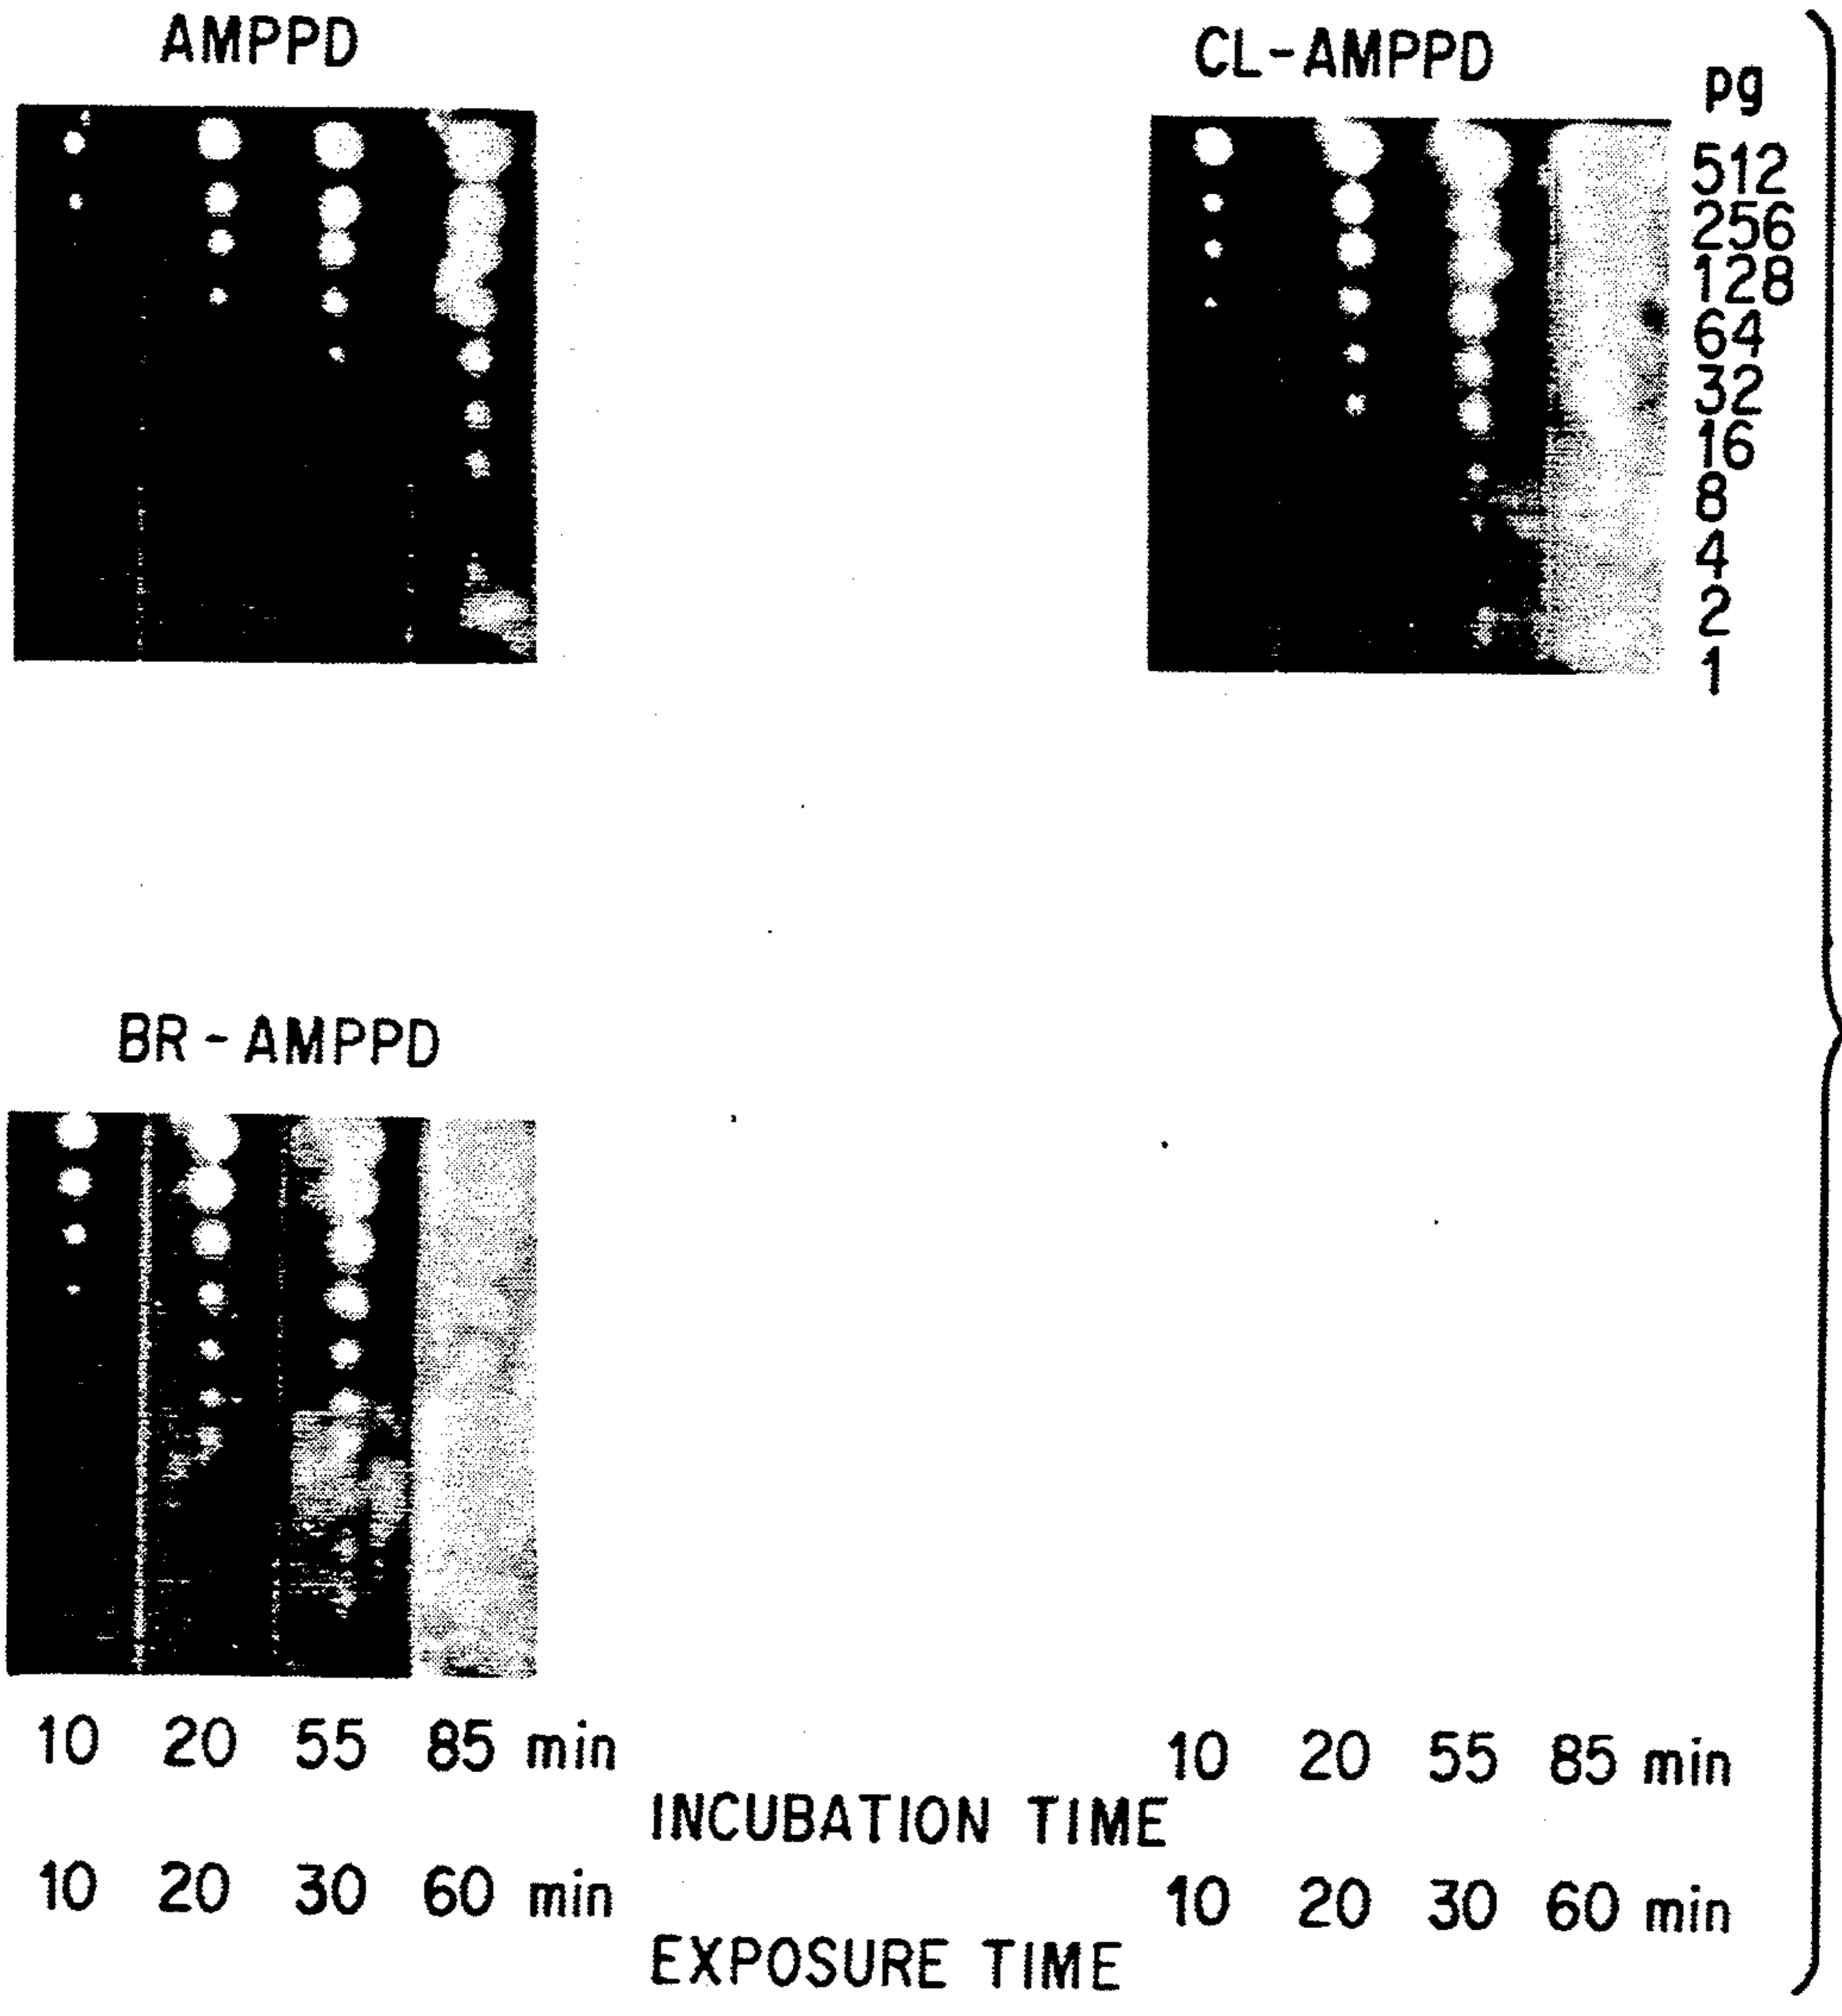 AMPPD
CL-AMPPD
pg
512
256
128
64
32
16
8
4
2
1
BR-AMPPD
10 20 55 85 min
10 20 55 85 min
INCUBATION TIME
10 20 30 60 min
10 20 30 60 min
EXPOSURE TIME